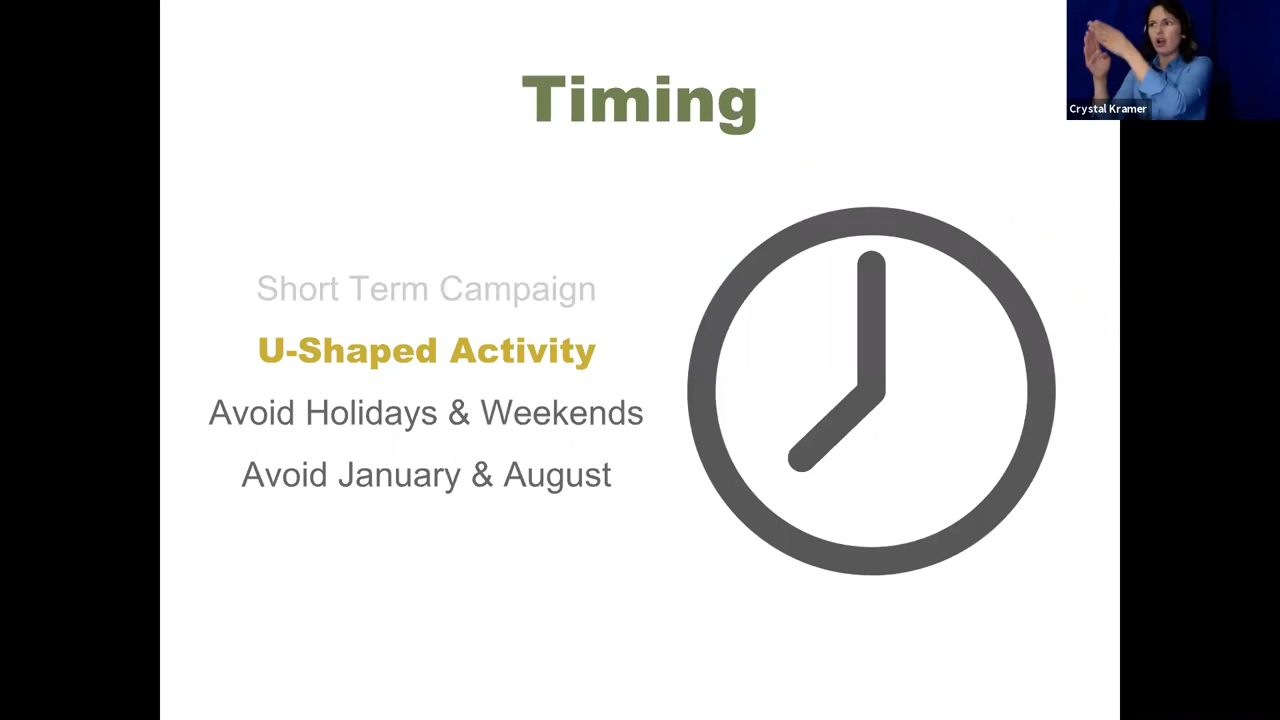 Timing
Crystal Kramer
Short Term Campaign
U-Shaped Activity
Avoid Holidays & Weekends
Avoid January & August